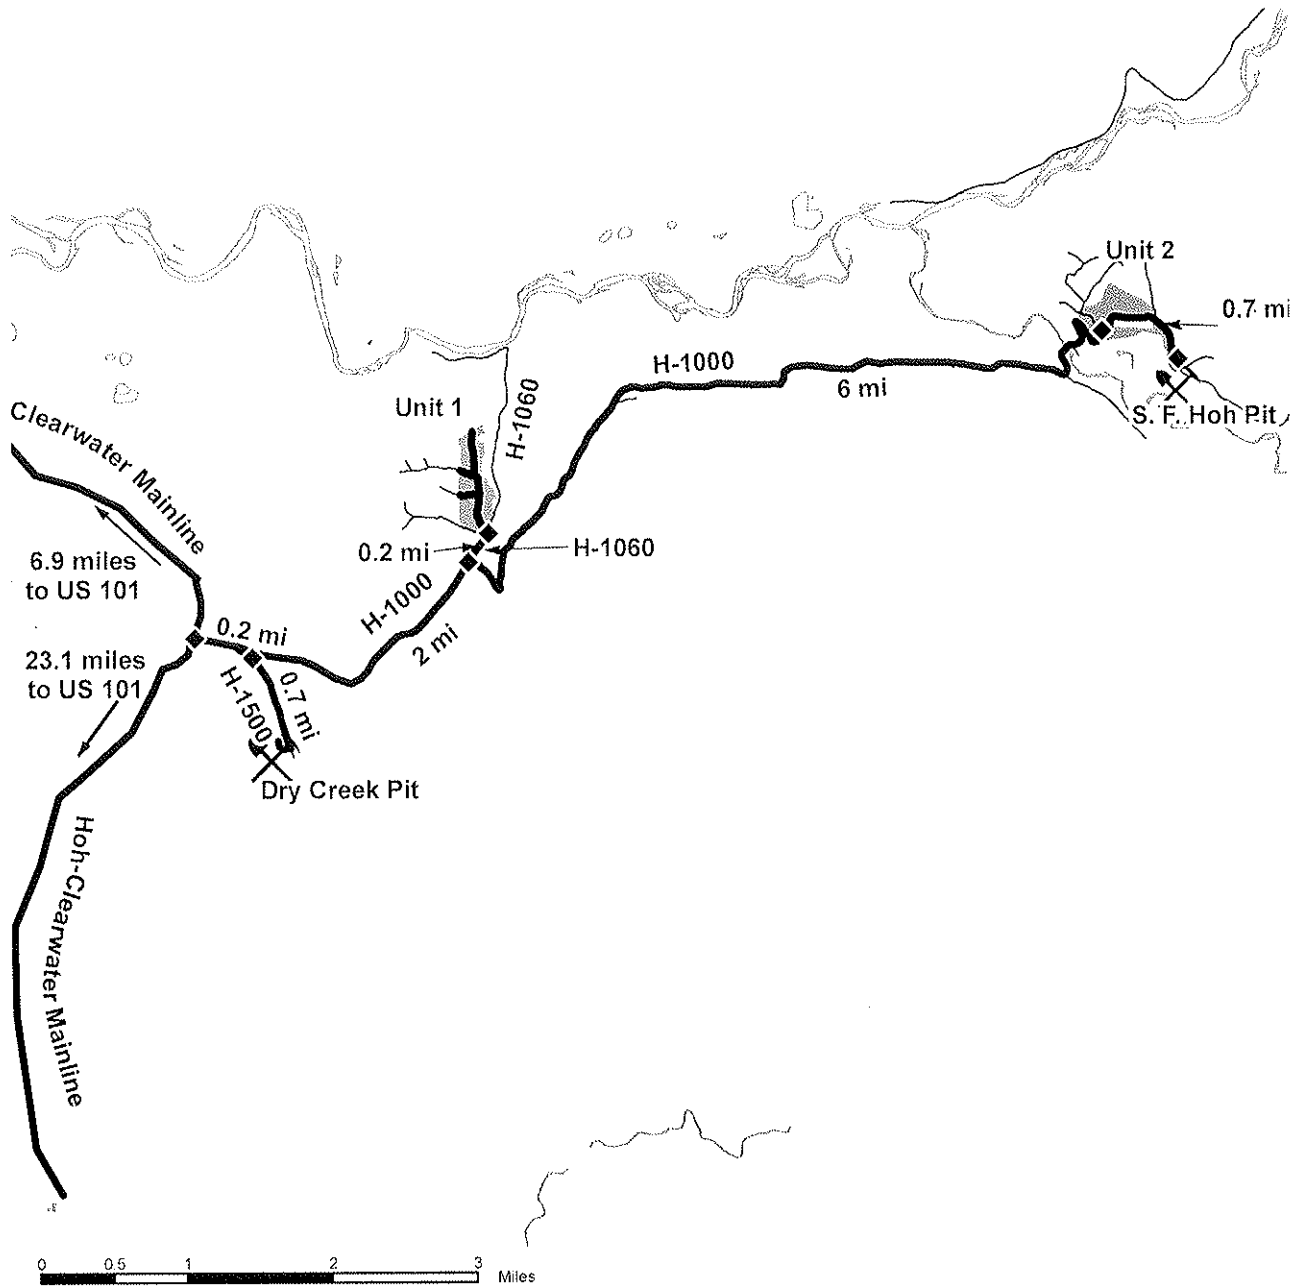 Unit 2
0.7 mi
H-1000
6 mi
S. F. Hoh Pit
Unit 1
H-1060
Clearwater Mainline
0.2 mi
H-1060
6.9 miles
to US 101
H-1000
2 mi
0.2 mi
23.1 miles
to US 101
H-1500
0.7 mi
Dry Creek Pit
Hoh-Clearwater Mainline
0 0.5 1 2 3
Miles